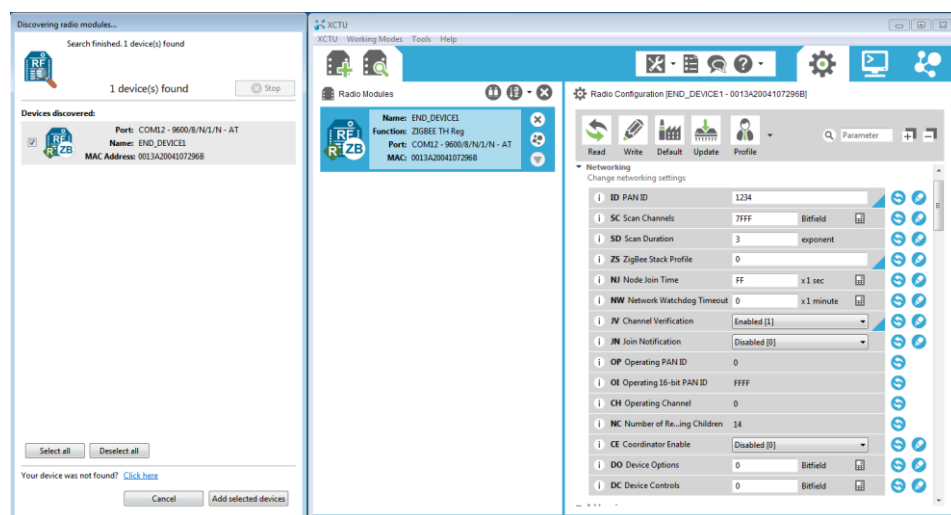 Discovering radio modules...
Search finished. 1 device(s) found
RF
1 device(s) found
Stop
Devices discovered:
Port: COM12 - 9600/8/N/1/N - AT
Name: END_DEVICE1
MAC Address: 0013A2004107296B
RF
R ZB
Select all
Deselect all
Your device was not found? Click here
Cancel
Add selected devices
XCTU
XCTU Working Modes Tools Help
Radio Modules
Name: END_DEVICE1
Function: ZIGBEE TH Reg
Port: COM12 - 9600/8/N/1/N - AT
MAC: 0013A2004107296B
RF
R ZB
Radio Configuration [END_DEVICE1 - 0013A2004107296B]
Read Write Default Update Profile
Parameter
Networking
Change networking settings
i ID PAN ID 1234
i SC Scan Channels 7FFF Bitfield
i SD Scan Duration 3 exponent
i ZS ZigBee Stack Profile 0
i NJ Node Join Time FF x 1 sec
i NW Network Watchdog Timeout 0 x 1 minute
i JV Channel Verification Enabled [1]
i JN Join Notification Disabled [0]
i OP Operating PAN ID 0
i OI Operating 16-bit PAN ID FFFF
i CH Operating Channel 0
i NC Number of Re...ing Children 14
i CE Coordinator Enable Disabled [0]
i DO Device Options 0 Bitfield
i DC Device Controls 0 Bitfield